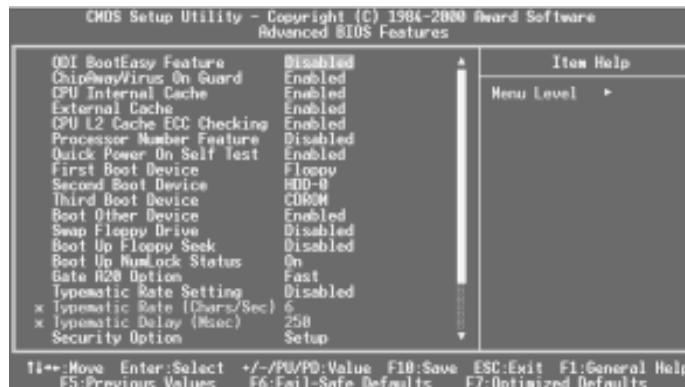 CMOS Setup Utility - Copyright (C) 1984-2000 Award Software
Advanced BIOS Features
ODI BootEasy Feature Disabled
ChipAwayVirus On Guard Enabled
CPU Internal Cache Enabled
External Cache Enabled
CPU L2 Cache ECC Checking Enabled
Processor Number Feature Disabled
Quick Power On Self Test Enabled
First Boot Device Floppy
Second Boot Device HDD-0
Third Boot Device CDROM
Boot Other Device Enabled
Swap Floppy Drive Disabled
Boot Up Floppy Seek Disabled
Boot Up NumLock Status On
Gate A20 Option Fast
Typematic Rate Setting Disabled
x Typematic Rate (Chars/Sec) 6
x Typematic Delay (Msec) 250
Security Option Setup
Item Help
Menu Level ►
↑↓→←:Move Enter:Select +/-/PU/PD:Value F10:Save ESC:Exit F1:General Help
F5:Previous Values F6:Fail-Safe Defaults F7:Optimized Defaults